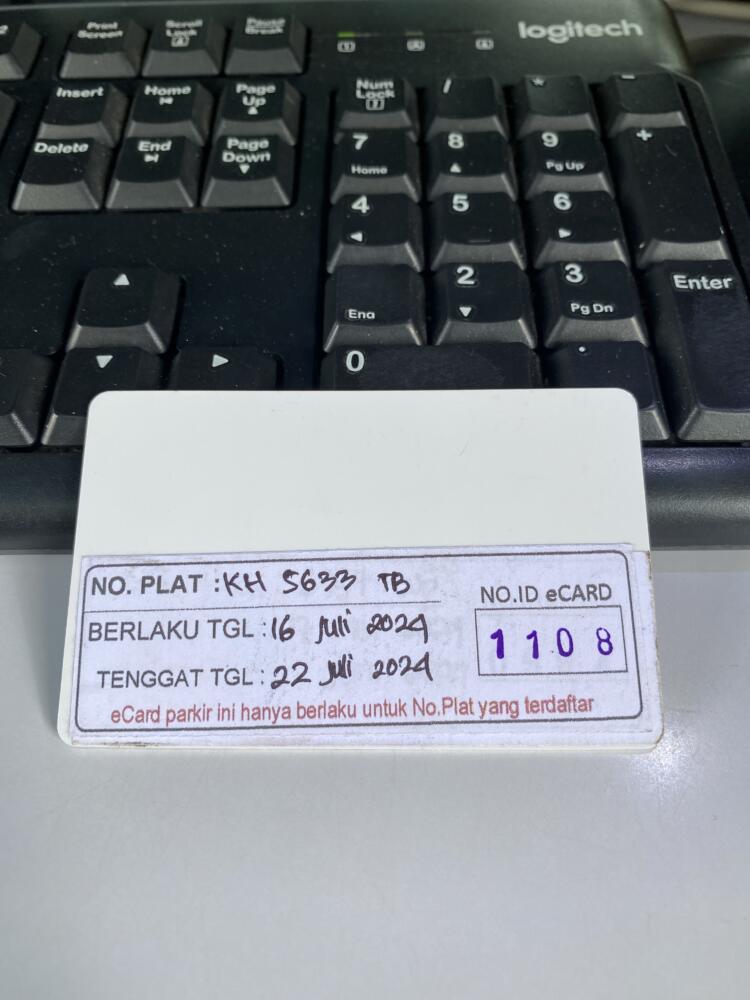 Print Screen
Scroll Lock
Pause Break
logitech
Insert
Home
Page Up
Num Lock
/
*
-
Delete
End
Page Down
7 Home
8
9 Pg Up
+
4
5
6
End
2
3 Pg Dn
Enter
0
.
NO. PLAT : KH 5633 TB
NO.ID eCARD
BERLAKU TGL : 16 Juli 2024
1108
TENGGAT TGL : 22 Juli 2024
eCard parkir ini hanya berlaku untuk No.Plat yang terdaftar